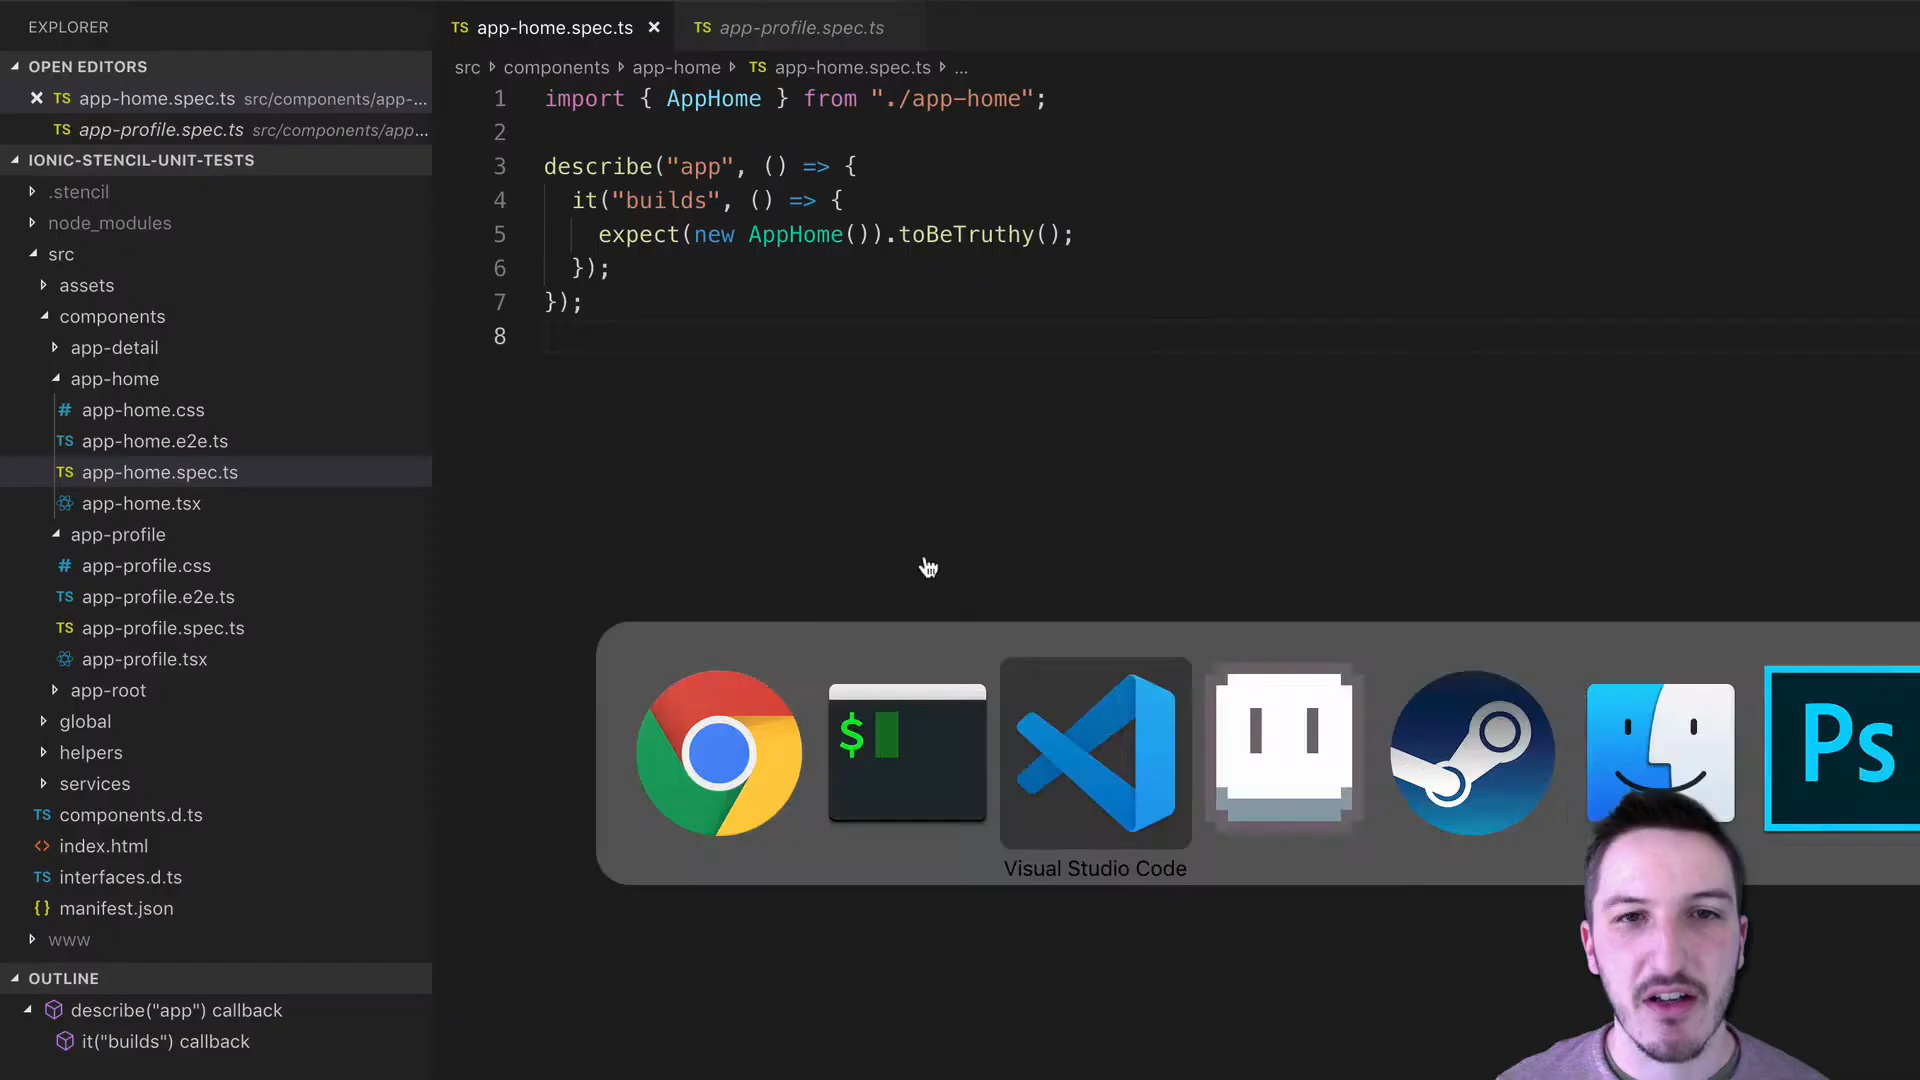 EXPLORER
OPEN EDITORS
TS app-home.spec.ts src/components/app-...
TS app-profile.spec.ts src/components/app...
IONIC-STENCIL-UNIT-TESTS
.stencil
node_modules
src
assets
components
app-detail
app-home
# app-home.css
TS app-home.e2e.ts
TS app-home.spec.ts
app-home.tsx
app-profile
# app-profile.css
TS app-profile.e2e.ts
TS app-profile.spec.ts
app-profile.tsx
app-root
global
helpers
services
TS components.d.ts
<> index.html
TS interfaces.d.ts
{} manifest.json
www
OUTLINE
describe("app") callback
it("builds") callback
TS app-home.spec.ts
TS app-profile.spec.ts
src components app-home TS app-home.spec.ts ...
1 import { AppHome } from "./app-home";
2
3 describe("app", () => {
4 it("builds", () => {
5 expect(new AppHome()).toBeTruthy();
6 });
7 });
8
$
Ps
Visual Studio Code